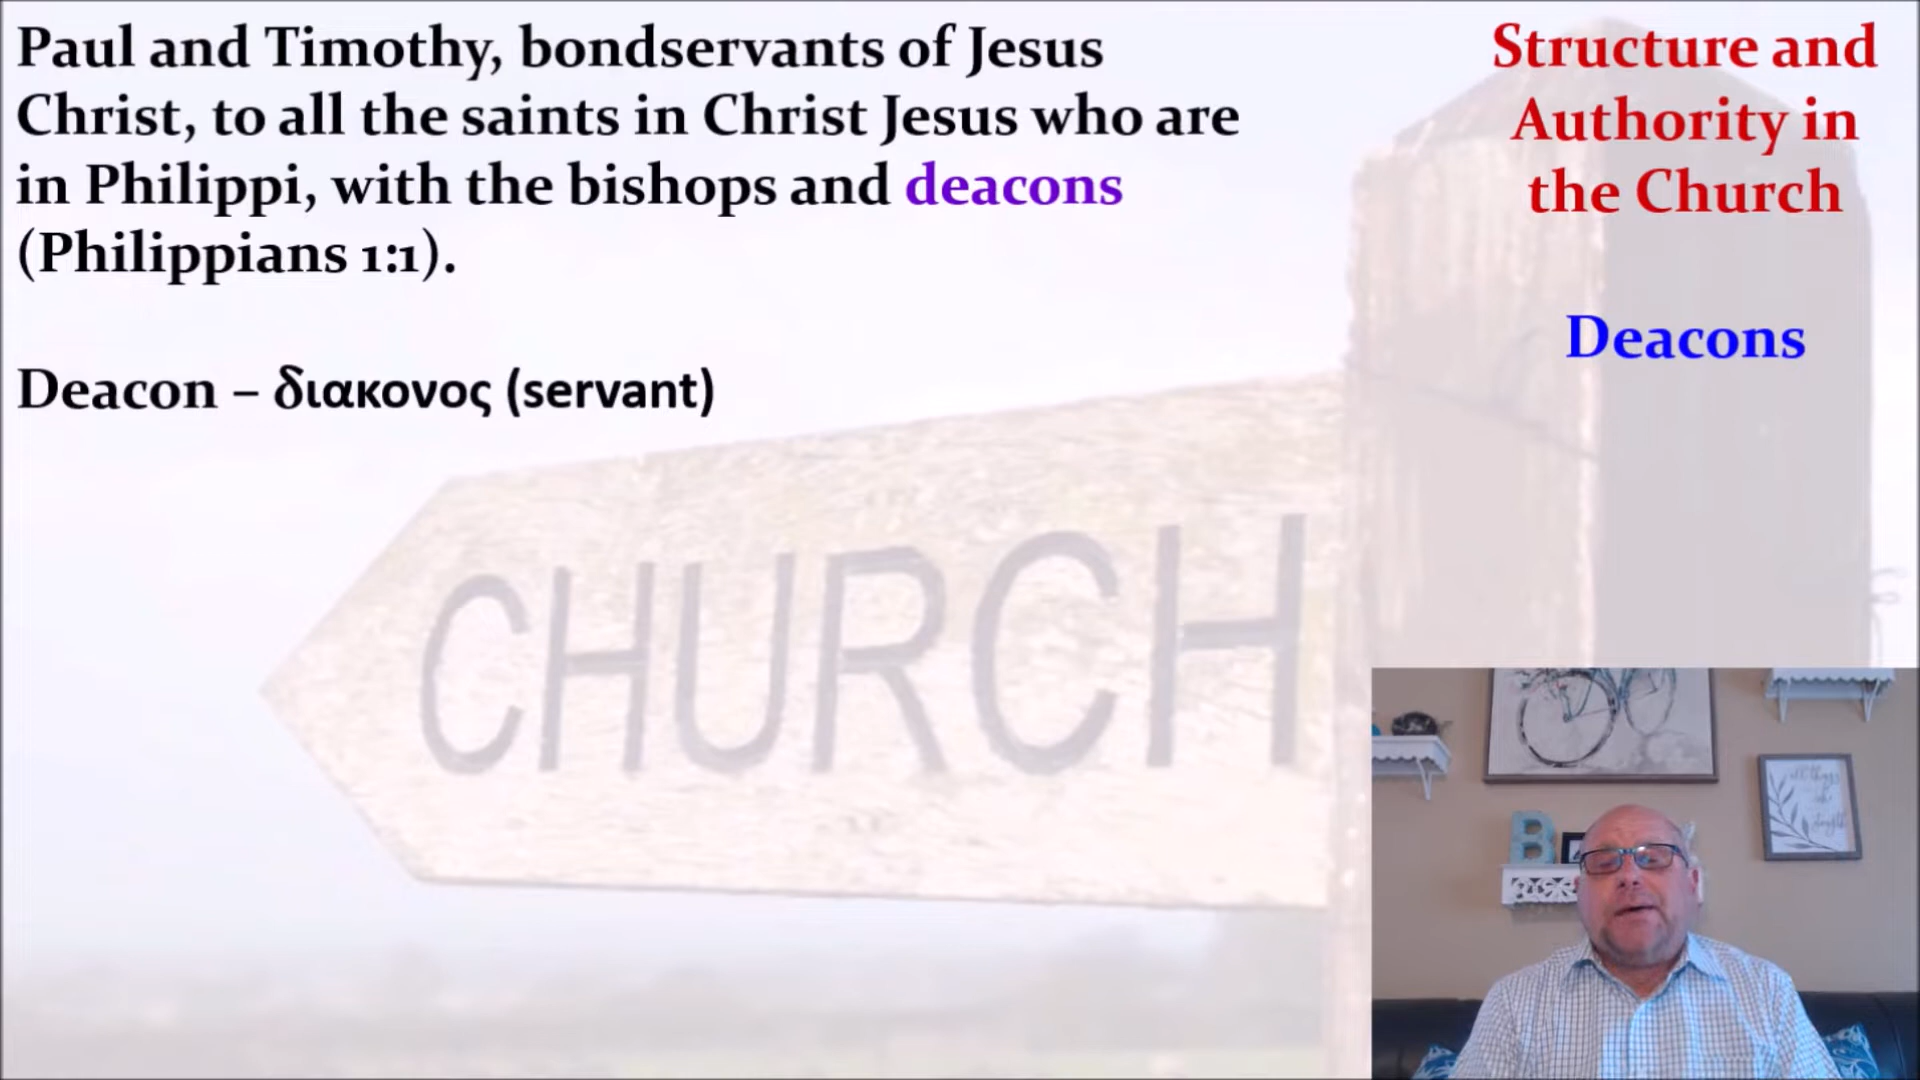 Paul and Timothy, bondservants of Jesus
Christ, to all the saints in Christ Jesus who are
in Philippi, with the bishops and deacons
(Philippians 1:1).
Deacon – διακονος (servant)
Structure and
Authority in
the Church
Deacons
CHURCH
B